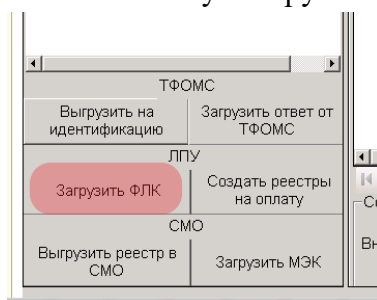 ТФОМС
Выгрузить на
идентификацию
Загрузить ответ от
ТФОМС
ЛПУ
Загрузить ФЛК
Создать реестры
на оплату
СМО
Выгрузить реестр в
СМО
Загрузить МЭК